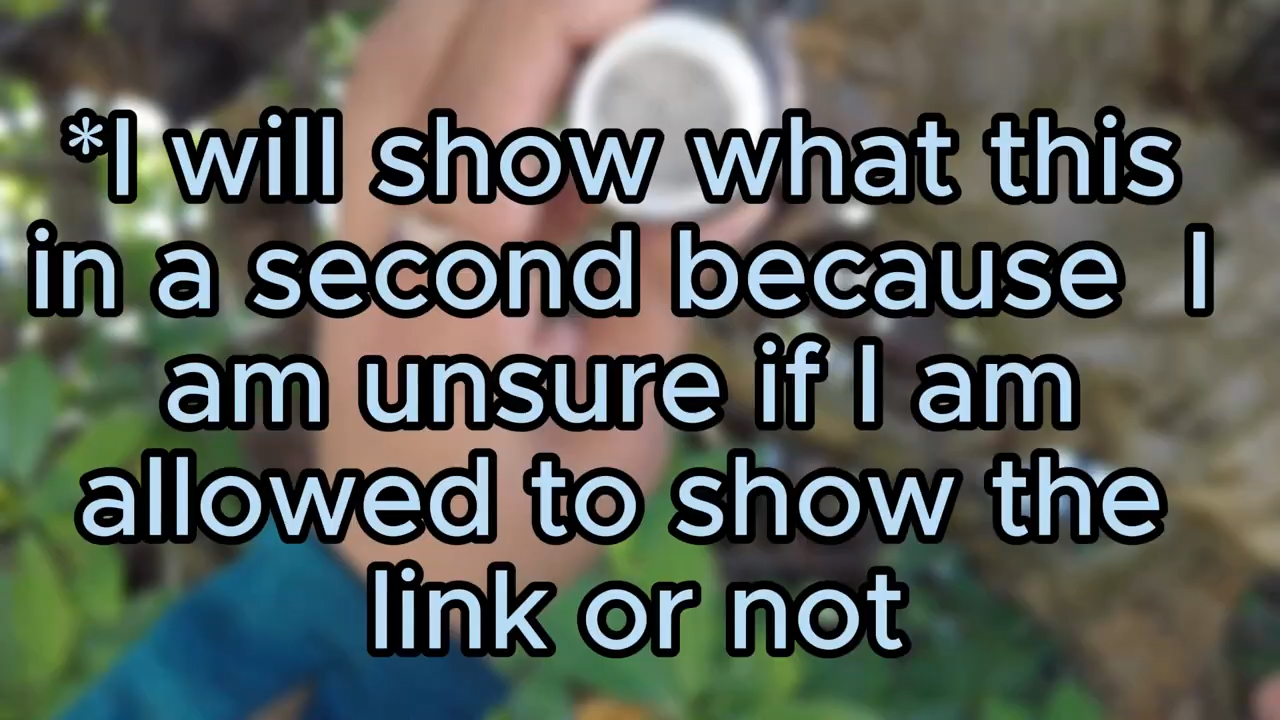 *I will show what this
in a second because  I
am unsure if I am
allowed to show the
link or not